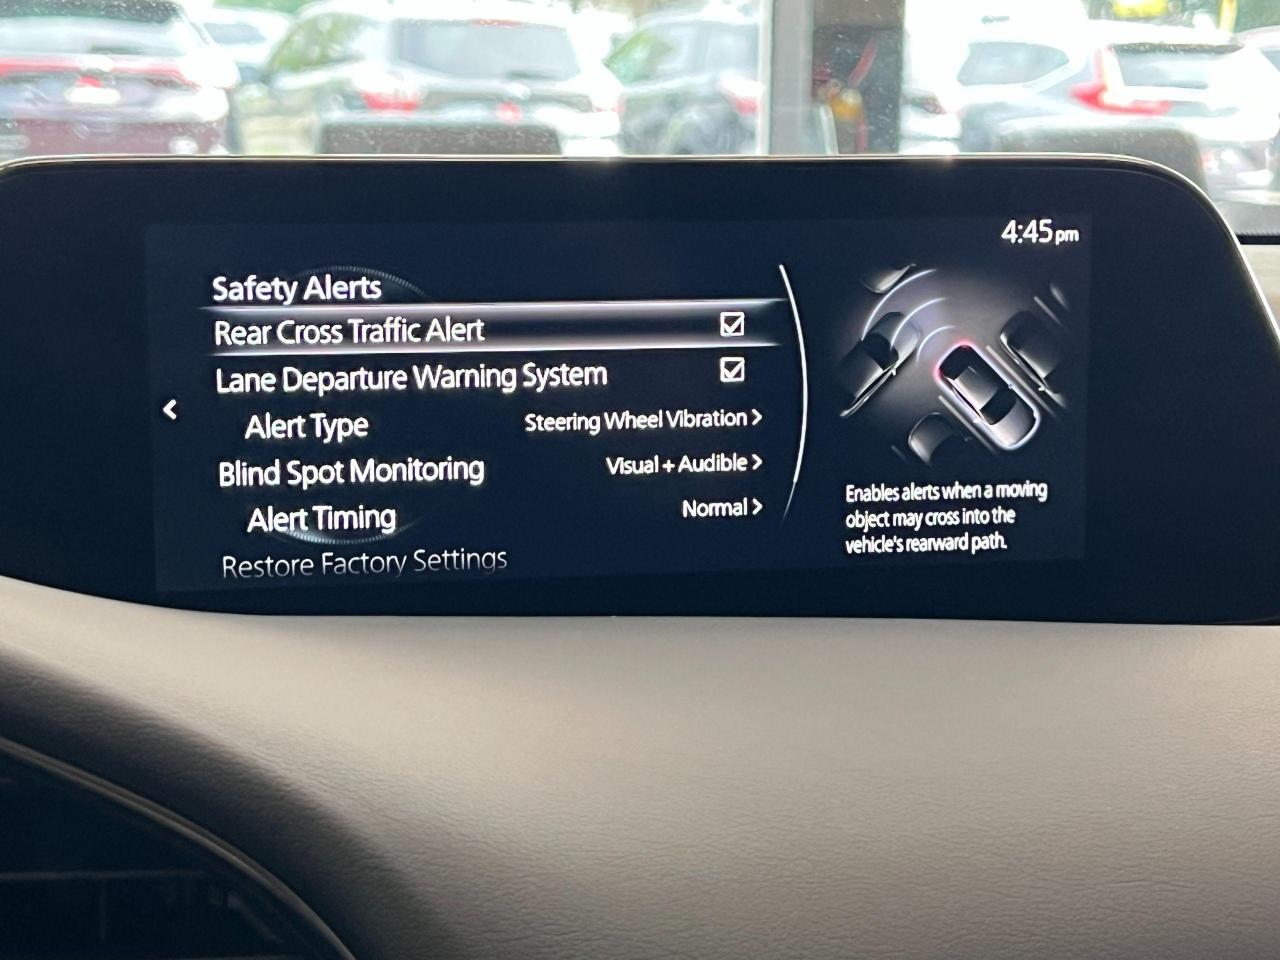 4:45pm
Safety Alerts
Rear Cross Traffic Alert
Lane Departure Warning System
Alert Type Steering Wheel Vibration >
Blind Spot Monitoring Visual + Audible >
Alert Timing Normal >
Restore Factory Settings
Enables alerts when a moving
object may cross into the
vehicle's rearward path.